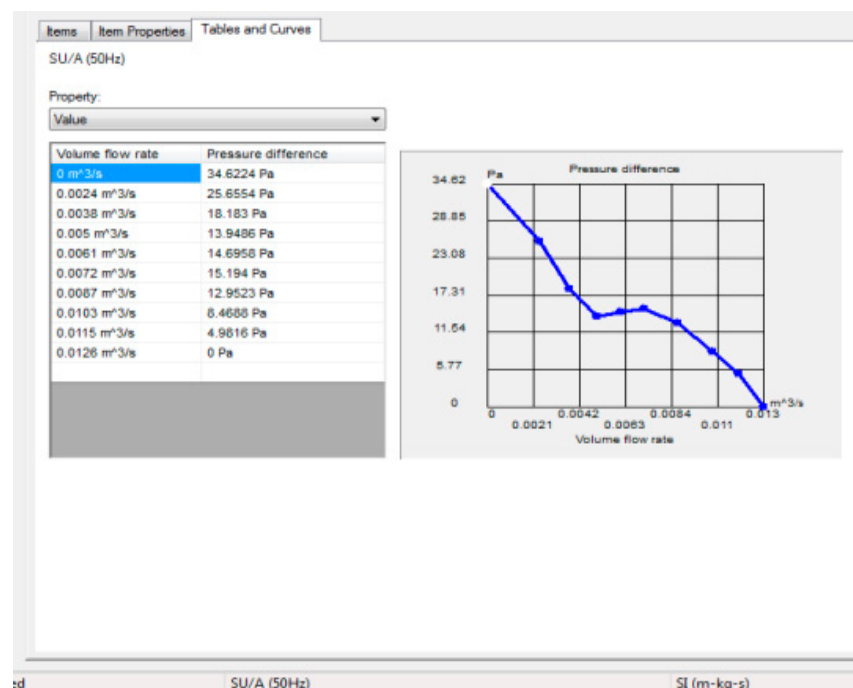 Items Item Properties Tables and Curves
SU/A (50Hz)
Property:
Value
Volume flow rate Pressure difference
0 m^3/s 34.6224 Pa
0.0024 m^3/s 25.6554 Pa
0.0038 m^3/s 18.183 Pa
0.005 m^3/s 13.9486 Pa
0.0061 m^3/s 14.6958 Pa
0.0072 m^3/s 15.194 Pa
0.0087 m^3/s 12.9523 Pa
0.0103 m^3/s 8.4688 Pa
0.0115 m^3/s 4.9816 Pa
0.0126 m^3/s 0 Pa
Pa Pressure difference
34.62
28.85
23.08
17.31
11.54
5.77
0
m^3/s
0 0.0042 0.0084 0.013
0.0021 0.0063 0.011
Volume flow rate
ed SU/A (50Hz) SI (m-kg-s)